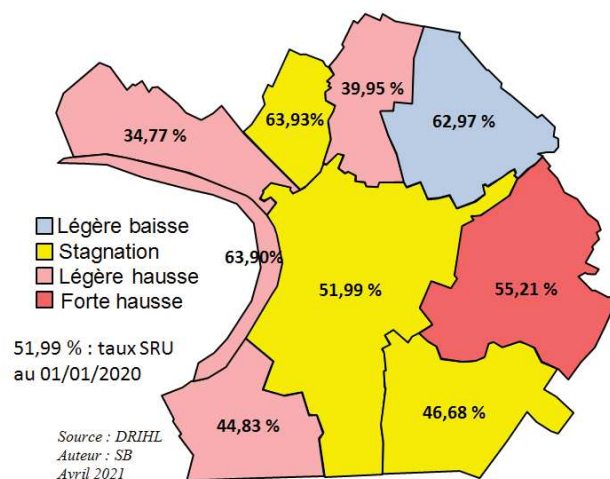 39,95 %
63,93%
62,97 %
34,77 %
63,90%
51,99 %
55,21 %
46,68 %
44,83 %
Légère baisse
Stagnation
Légère hausse
Forte hausse
51,99 % : taux SRU
au 01/01/2020
Source : DRIHL
Auteur : SB
Avril 2021